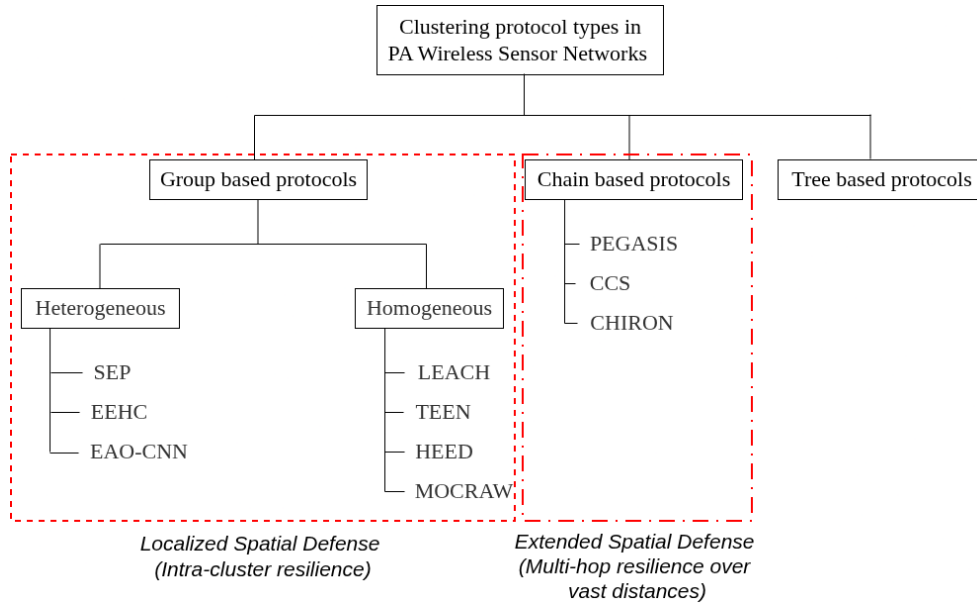 Clustering protocol types in
PA Wireless Sensor Networks
Group based protocols
Chain based protocols
Tree based protocols
Heterogeneous
SEP
EEHC
EAO-CNN
Homogeneous
LEACH
TEEN
HEED
MOCRAW
PEGASIS
CCS
CHIRON
Localized Spatial Defense
(Intra-cluster resilience)
Extended Spatial Defense
(Multi-hop resilience over
vast distances)